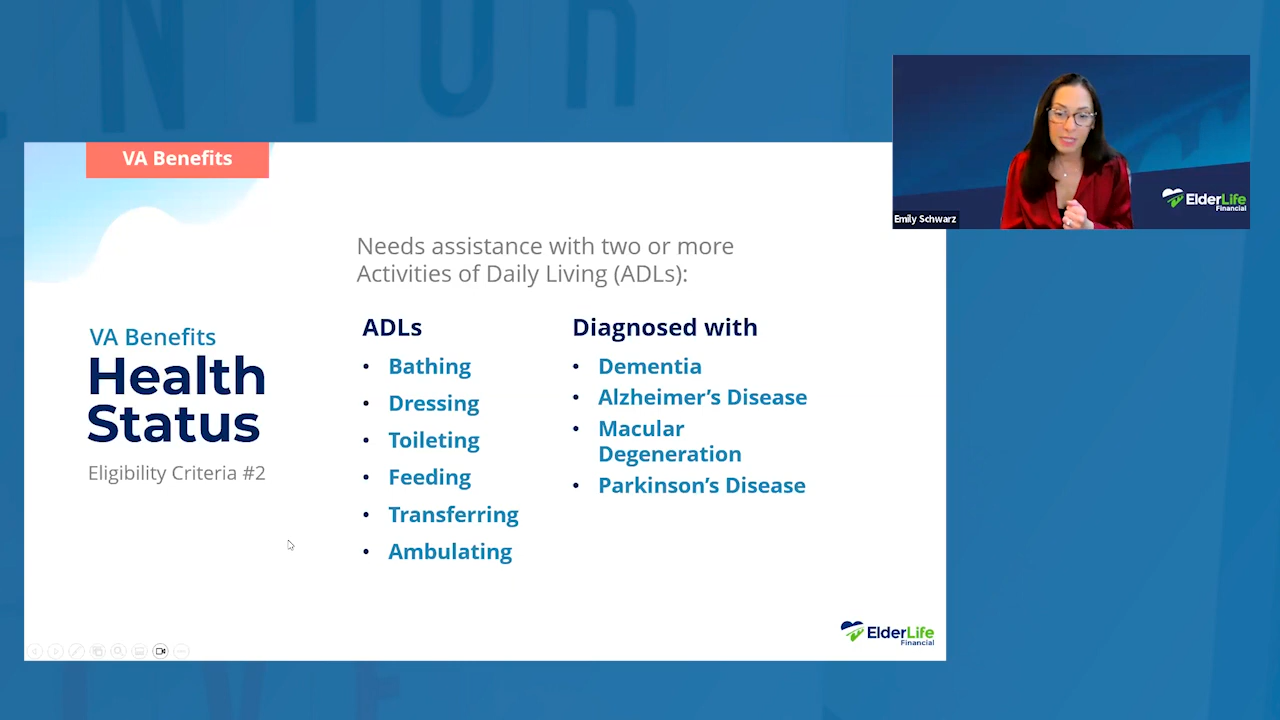 VA Benefits
Needs assistance with two or more
Activities of Daily Living (ADLs):
VA Benefits
Health
Status
Eligibility Criteria #2
ADLs
• Bathing
• Dressing
• Toileting
• Feeding
• Transferring
• Ambulating
Diagnosed with
• Dementia
• Alzheimer’s Disease
• Macular
Degeneration
• Parkinson’s Disease
ElderLife
Financial
Emily Schwarz
ElderLife
Financial